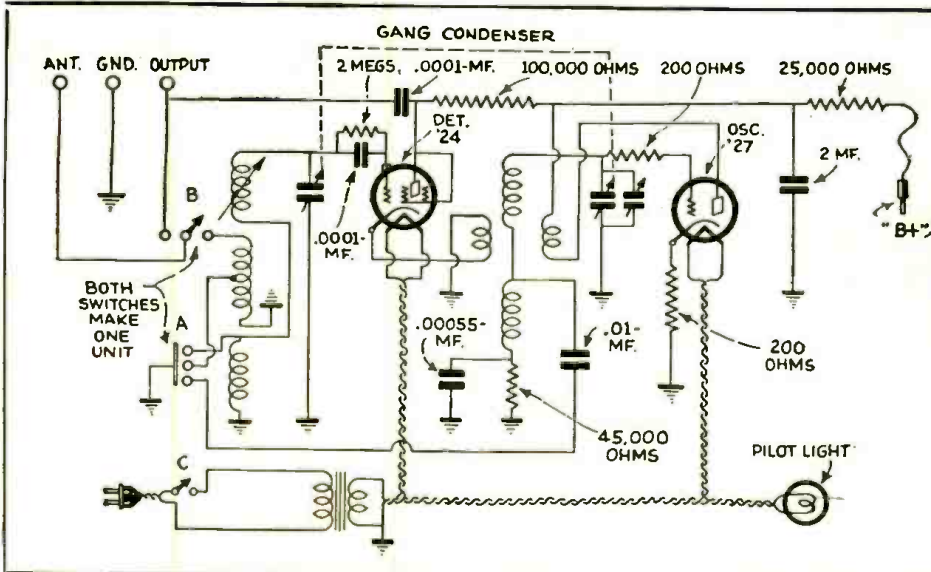 GANG CONDENSER
ANT. GND. OUTPUT
2 MEGS.
.0001-MF.
100,000 OHMS
200 OHMS
25,000 OHMS
DET.
'24
OSC.
'27
2 MF.
"B+"
B
.0001-
MF.
BOTH
SWITCHES
MAKE
ONE
UNIT
A
.00055-
MF.
.01-
MF.
200
OHMS
45,000
OHMS
PILOT LIGHT
C